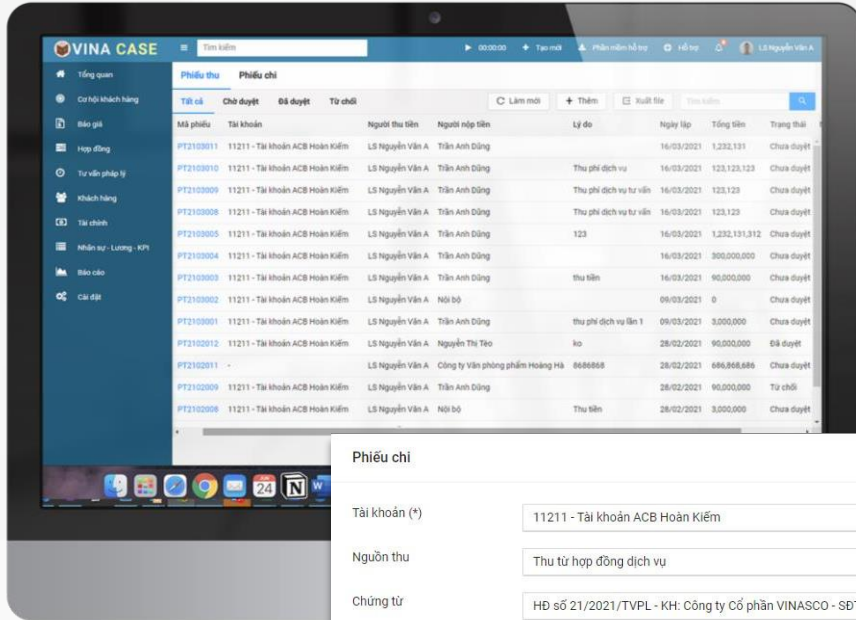 VINA CASE
Tìm kiếm
00:00:00 Tạo mới Phần mềm hỗ trợ Hỗ trợ LS Nguyễn Văn A
Tổng quan
Cơ hội khách hàng
Báo giá
Hợp đồng
Tư vấn pháp lý
Khách hàng
Tài chính
Nhân sự - Lương - KPI
Báo cáo
Cài đặt
Phiếu thu Phiếu chi
Tất cả Chờ duyệt Đã duyệt Từ chối Làm mới Thêm Xuất file Tìm kiếm
Mã phiếu Tài khoản Người thu tiền Người nộp tiền Lý do Ngày lập Tổng tiền Trạng thái
PT2103011 11211 - Tài khoản ACB Hoàn Kiếm LS Nguyễn Văn A Trần Anh Dũng 16/03/2021 1,232,131 Chưa duyệt
PT2103010 11211 - Tài khoản ACB Hoàn Kiếm LS Nguyễn Văn A Trần Anh Dũng Thu phí dịch vụ 16/03/2021 123,123,123 Chưa duyệt
PT2103009 11211 - Tài khoản ACB Hoàn Kiếm LS Nguyễn Văn A Trần Anh Dũng Thu phí dịch vụ tư vấn 16/03/2021 123,123 Chưa duyệt
PT2103008 11211 - Tài khoản ACB Hoàn Kiếm LS Nguyễn Văn A Trần Anh Dũng Thu phí dịch vụ tư vấn 16/03/2021 123,123 Chưa duyệt
PT2103005 11211 - Tài khoản ACB Hoàn Kiếm LS Nguyễn Văn A Trần Anh Dũng 123 16/03/2021 1,232,131,312 Chưa duyệt
PT2103004 11211 - Tài khoản ACB Hoàn Kiếm LS Nguyễn Văn A Trần Anh Dũng 16/03/2021 300,000,000 Chưa duyệt
PT2103003 11211 - Tài khoản ACB Hoàn Kiếm LS Nguyễn Văn A Trần Anh Dũng thu tiền 16/03/2021 90,000,000 Chưa duyệt
PT2103002 11211 - Tài khoản ACB Hoàn Kiếm LS Nguyễn Văn A Nội bộ 09/03/2021 0 Chưa duyệt
PT2103001 11211 - Tài khoản ACB Hoàn Kiếm LS Nguyễn Văn A Trần Anh Dũng thu phí dịch vụ lần 1 09/03/2021 3,000,000 Chưa duyệt
PT2102012 11211 - Tài khoản ACB Hoàn Kiếm LS Nguyễn Văn A Nguyễn Thị Tèo ko 28/02/2021 90,000,000 Đã duyệt
PT2102011 - LS Nguyễn Văn A Công ty Văn phòng phẩm Hoàng Hà 8686868 28/02/2021 686,868,686 Chưa duyệt
PT2102009 11211 - Tài khoản ACB Hoàn Kiếm LS Nguyễn Văn A Trần Anh Dũng 28/02/2021 90,000,000 Từ chối
PT2102008 11211 - Tài khoản ACB Hoàn Kiếm LS Nguyễn Văn A Nội bộ Thu tiền 28/02/2021 3,000,000 Chưa duyệt
JUN
24
N
W
Phiếu chi
Tài khoản (*) 11211 - Tài khoản ACB Hoàn Kiếm
Nguồn thu Thu từ hợp đồng dịch vụ
Chứng từ HĐ số 21/2021/TVPL - KH: Công ty Cổ phần VINASCO - SĐT